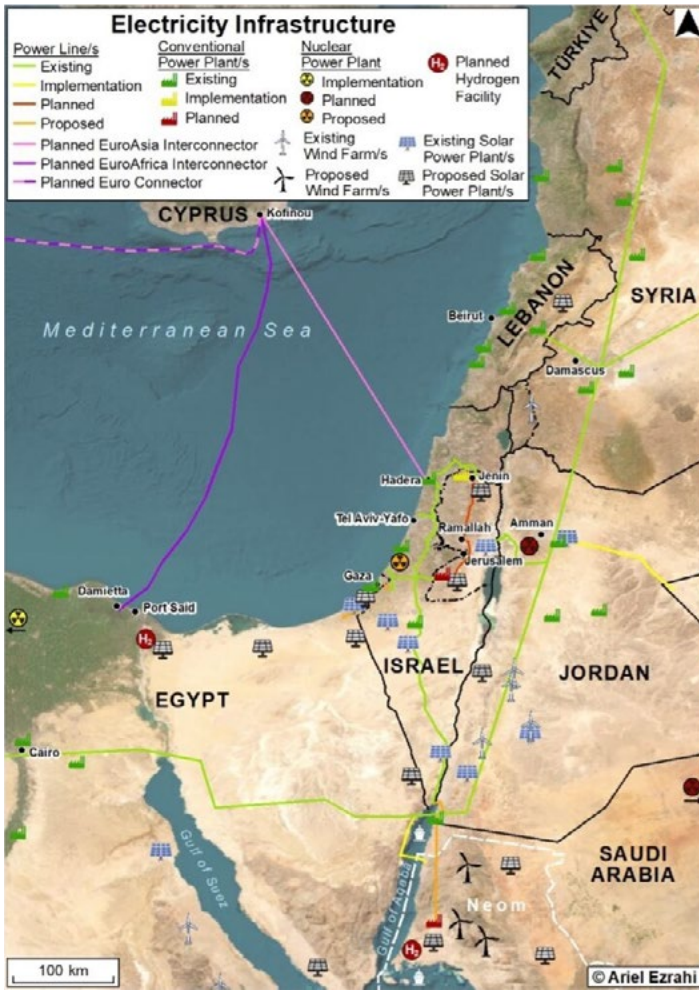 Electricity Infrastructure
Power Line/s
Existing
Implementation
Planned
Proposed
Planned EuroAsia Interconnector
Planned EuroAfrica Interconnector
Planned Euro Connector
Conventional
Power Plant/s
Existing
Implementation
Planned
Nuclear
Power Plant
Implementation
Planned
Proposed
H₂ Planned
Hydrogen
Facility
Existing
Wind Farm/s
Proposed
Wind Farm/s
Existing Solar
Power Plant/s
Proposed Solar
Power Plant/s
TÜRKIYE
CYPRUS
Kofinou
SYRIA
LEBANON
Beirut
Mediterranean Sea
Damascus
Hadera
Jenin
Tel Aviv-Yafo
Ramallah
Amman
Jerusalem
Gaza
Damietta
Port Said
H₂
ISRAEL
JORDAN
EGYPT
Cairo
Gulf of Suez
Gulf of Aqaba
SAUDI
ARABIA
Neom
H₂
100 km
© Ariel Ezrahi